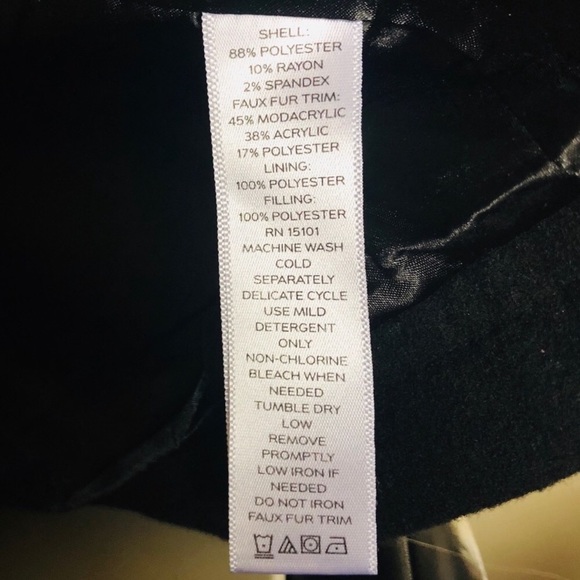 SHELL:
88% POLYESTER
10% RAYON
2% SPANDEX
FAUX FUR TRIM:
45% MODACRYLIC
38% ACRYLIC
17% POLYESTER
LINING:
100% POLYESTER
FILLING:
100% POLYESTER
RN 15101
MACHINE WASH
COLD
SEPARATELY
DELICATE CYCLE
USE MILD
DETERGENT
ONLY
NON-CHLORINE
BLEACH WHEN
NEEDED
TUMBLE DRY
LOW
REMOVE
PROMPTLY
LOW IRON IF
NEEDED
DO NOT IRON
FAUX FUR TRIM